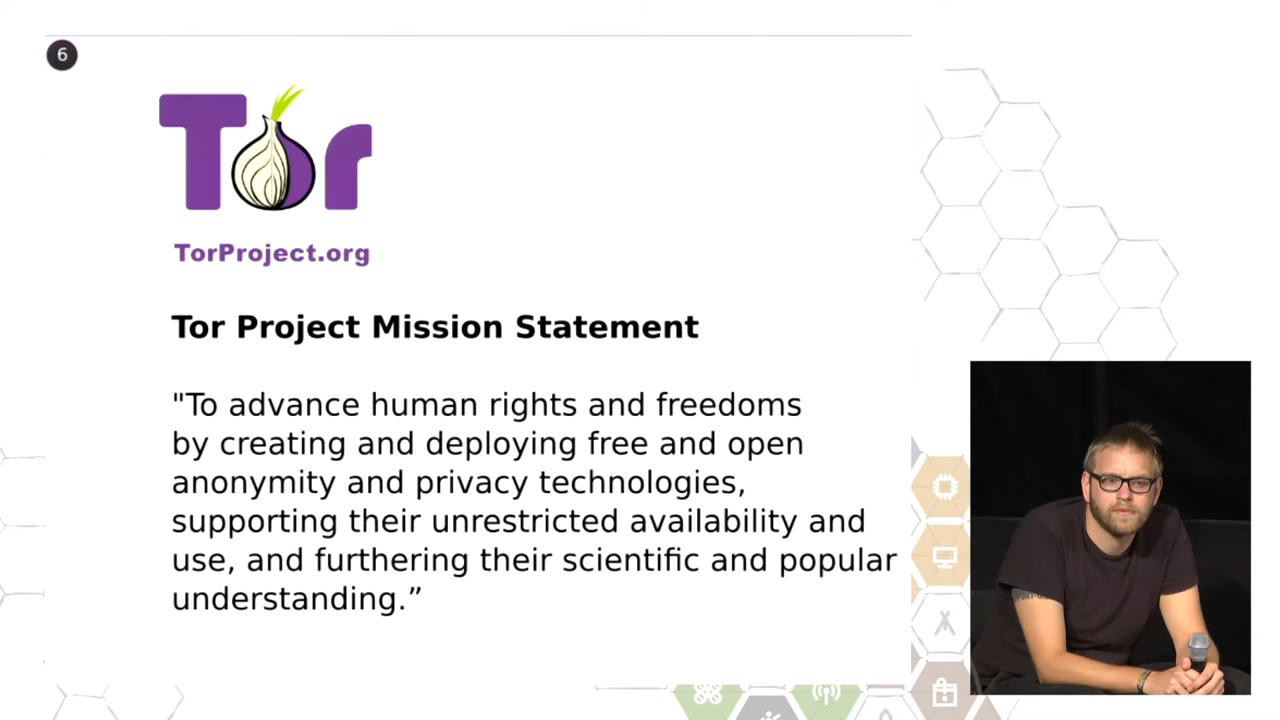 6
Tor
TorProject.org
Tor Project Mission Statement
"To advance human rights and freedoms
by creating and deploying free and open
anonymity and privacy technologies,
supporting their unrestricted availability and
use, and furthering their scientific and popular
understanding.”